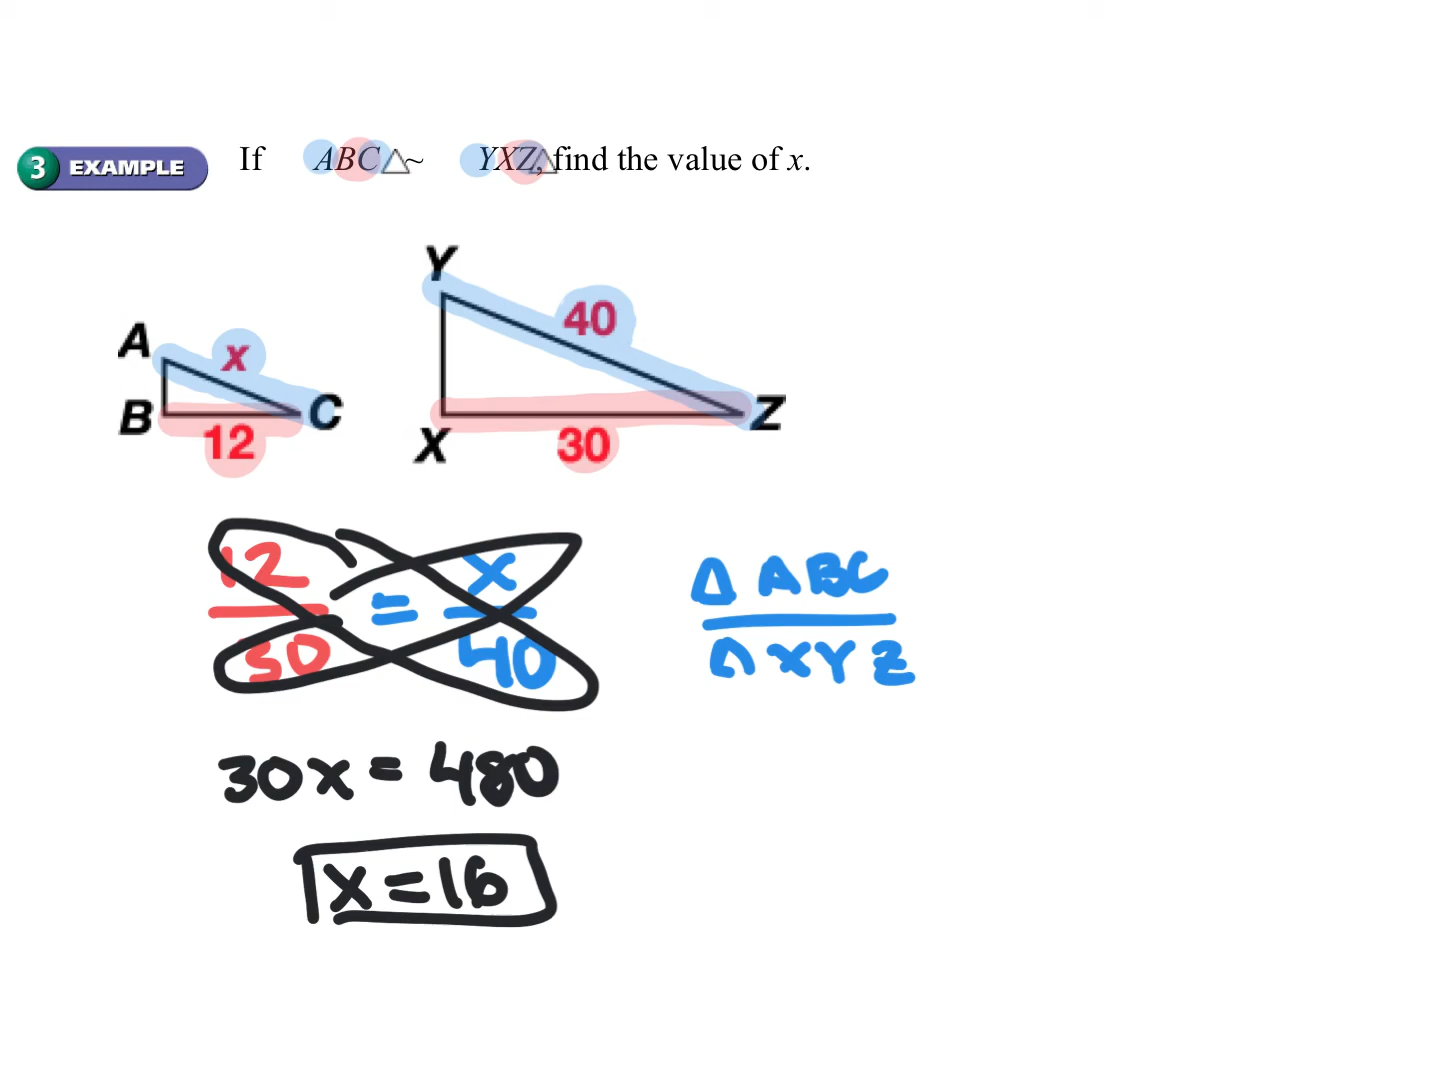 3 EXAMPLE If ABC△~ YXZ,△find the value of x.
Y
40
A
x
B
C
12
X
30
Z
12/30 = x/40
Δ ABC
Δ XYZ
30x = 480
x = 16